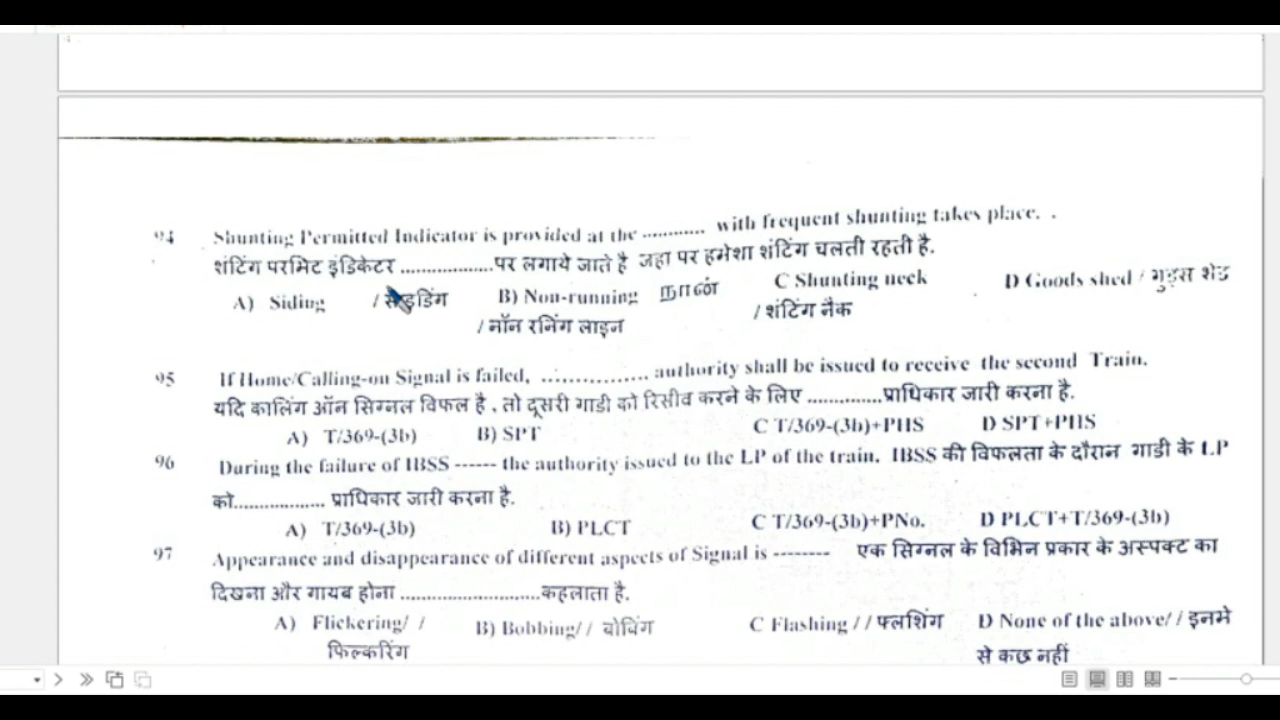 94 Shunting Permitted Indicator is provided at the ........... with frequent shunting takes place. .
शंटिंग परमिट इंडिकेटर ..................पर लगाये जाते है जहा पर हमेशा शंटिंग चलती रहती है.
A) Siding / साइडिंग B) Non-running நான் C Shunting neck D Goods shed / गुड्स शेड
/ नॉन रनिंग लाइन / शंटिंग नैक
95 If Home/Calling-on Signal is failed, ............... authority shall be issued to receive the second Train.
यदि कालिंग ऑन सिग्नल विफल है , तो दूसरी गाडी को रिसीव करने के लिए ..............प्राधिकार जारी करना है.
A) T/369-(3b) B) SPT C T/369-(3b)+PHS D SPT+PHS
96 During the failure of IBSS ------ the authority issued to the LP of the train. IBSS की विफलता के दौरान गाडी के LP
को.................. प्राधिकार जारी करना है.
A) T/369-(3b) B) PLCT C T/369-(3b)+PNo. D PLCT+T/369-(3b)
97 Appearance and disappearance of different aspects of Signal is -------- एक सिग्नल के विभिन प्रकार के अस्पक्ट का
दिखना और गायब होना ...........................कहलाता है.
A) Flickering/ / B) Bobbing/ / बोविंग C Flashing / / फ्लशिंग D None of the above/ / इनमे
फिल्करिंग से कछ नहीं